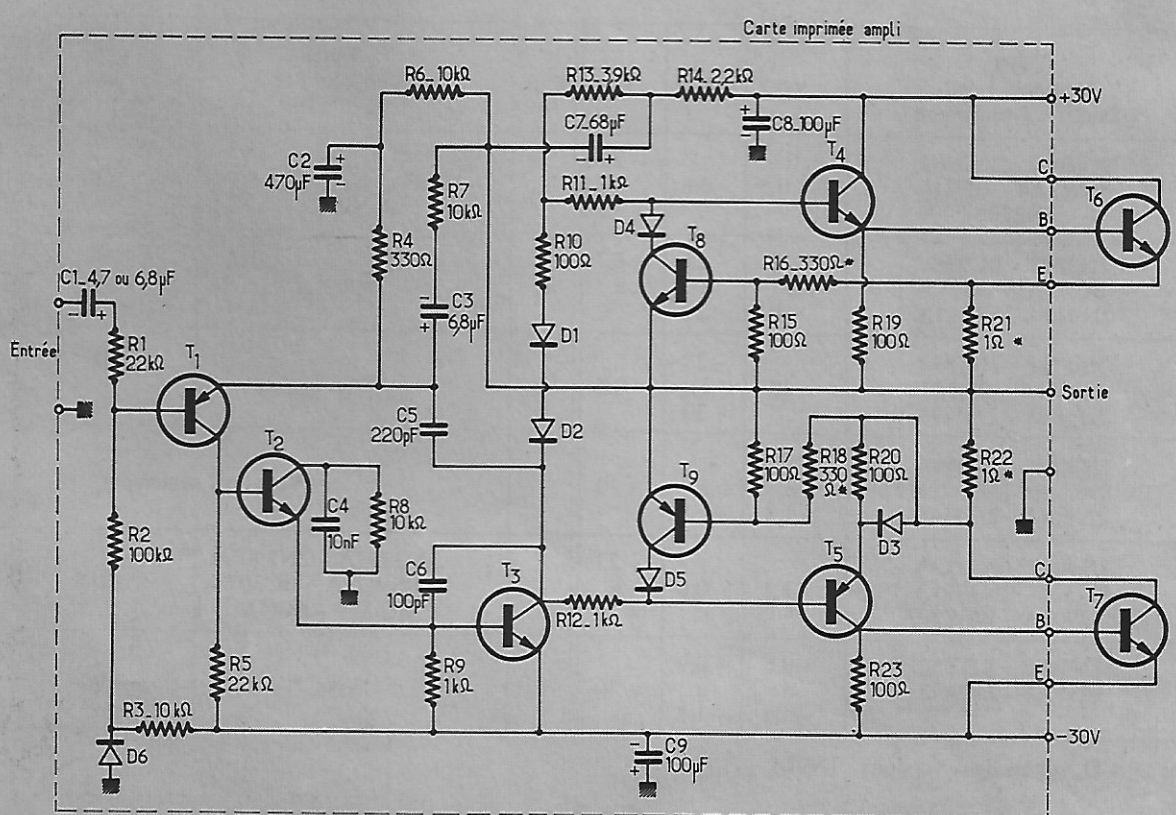 Carte imprimée ampli
R6_10kΩ
R13_3,9kΩ
R14_2,2kΩ
+30V
C7_68µF
C8_100µF
C2
470µF
R7
10kΩ
R11_1kΩ
T4
C
T6
R4
330Ω
D4
T8
B
R10
100Ω
C1_4,7 ou 6,8µF
R16_330Ω*
E
C3
6,8µF
R15
100Ω
R19
100Ω
R21
1Ω*
D1
Entrée
R1
22kΩ
T1
Sortie
C5
220pF
D2
T2
R17
100Ω
R18
330
Ω*
R20
100Ω
R22
1Ω*
T9
C4
10nF
R8
10kΩ
R2
100kΩ
D3
C6
100pF
T3
D5
T5
C
T7
R12_1kΩ
B
R5
22kΩ
R9
1kΩ
R23
100Ω
E
R3_10kΩ
-30V
D6
C9
100µF